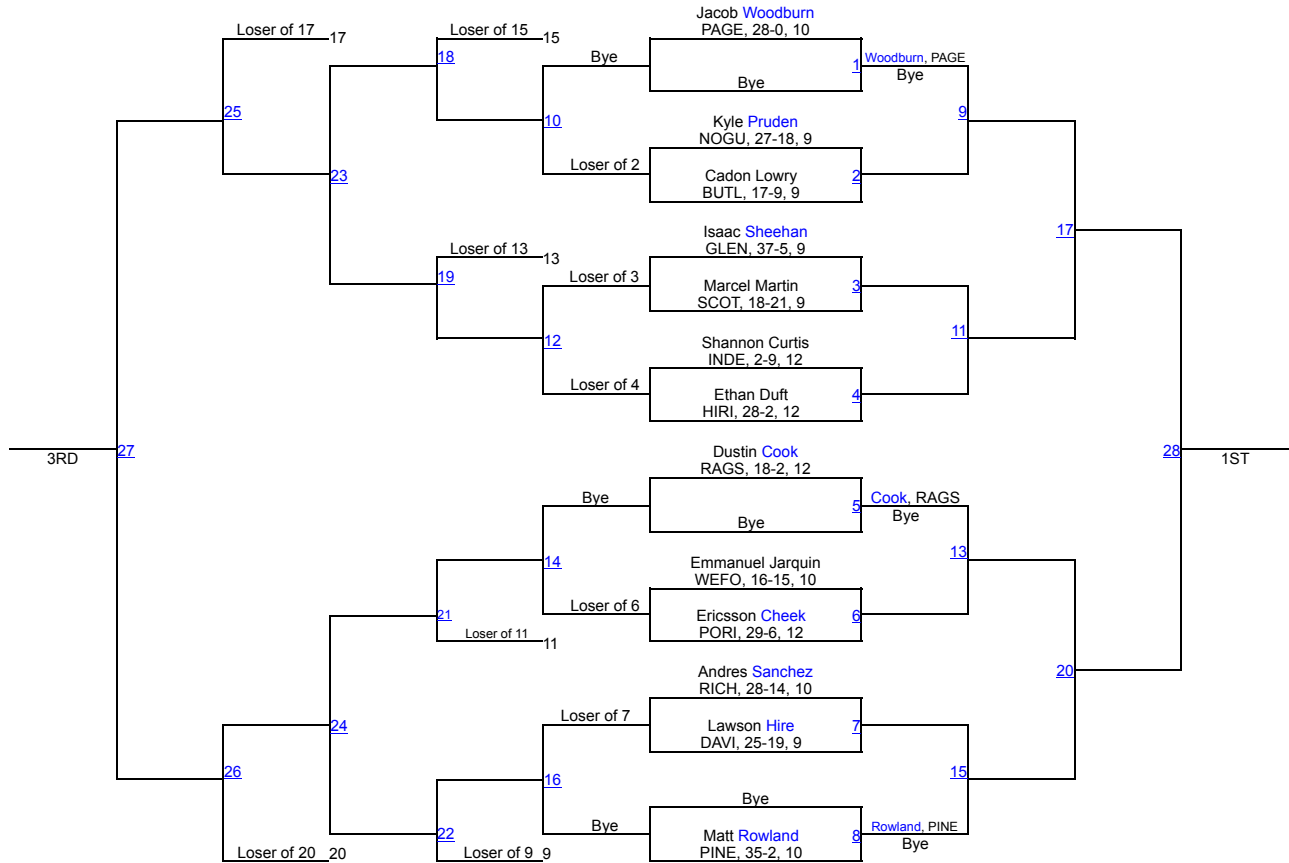 Jacob Woodburn
PAGE, 28-0, 10
Loser of 17 17
Loser of 15 15
18
Bye
1
Woodburn, PAGE
Bye
Bye
25
10
Kyle Pruden
NOGU, 27-18, 9
9
Loser of 2
23
Cadon Lowry
BUTL, 17-9, 9
2
Isaac Sheehan
GLEN, 37-5, 9
17
Loser of 13 13
19
Loser of 3
Marcel Martin
SCOT, 18-21, 9
3
12
11
Shannon Curtis
INDE, 2-9, 12
Loser of 4
Ethan Duft
HIRI, 28-2, 12
4
3RD
27
Dustin Cook
RAGS, 18-2, 12
28
1ST
Bye
5
Cook, RAGS
Bye
Bye
14
13
Emmanuel Jarquin
WEFO, 16-15, 10
21
Loser of 6
Ericsson Cheek
PORI, 29-6, 12
6
Loser of 11 11
Andres Sanchez
RICH, 28-14, 10
20
24
Loser of 7
Lawson Hire
DAVI, 25-19, 9
7
26
16
15
Bye
22
Bye
Matt Rowland
PINE, 35-2, 10
8
Rowland, PINE
Bye
Loser of 20 20
Loser of 9 9